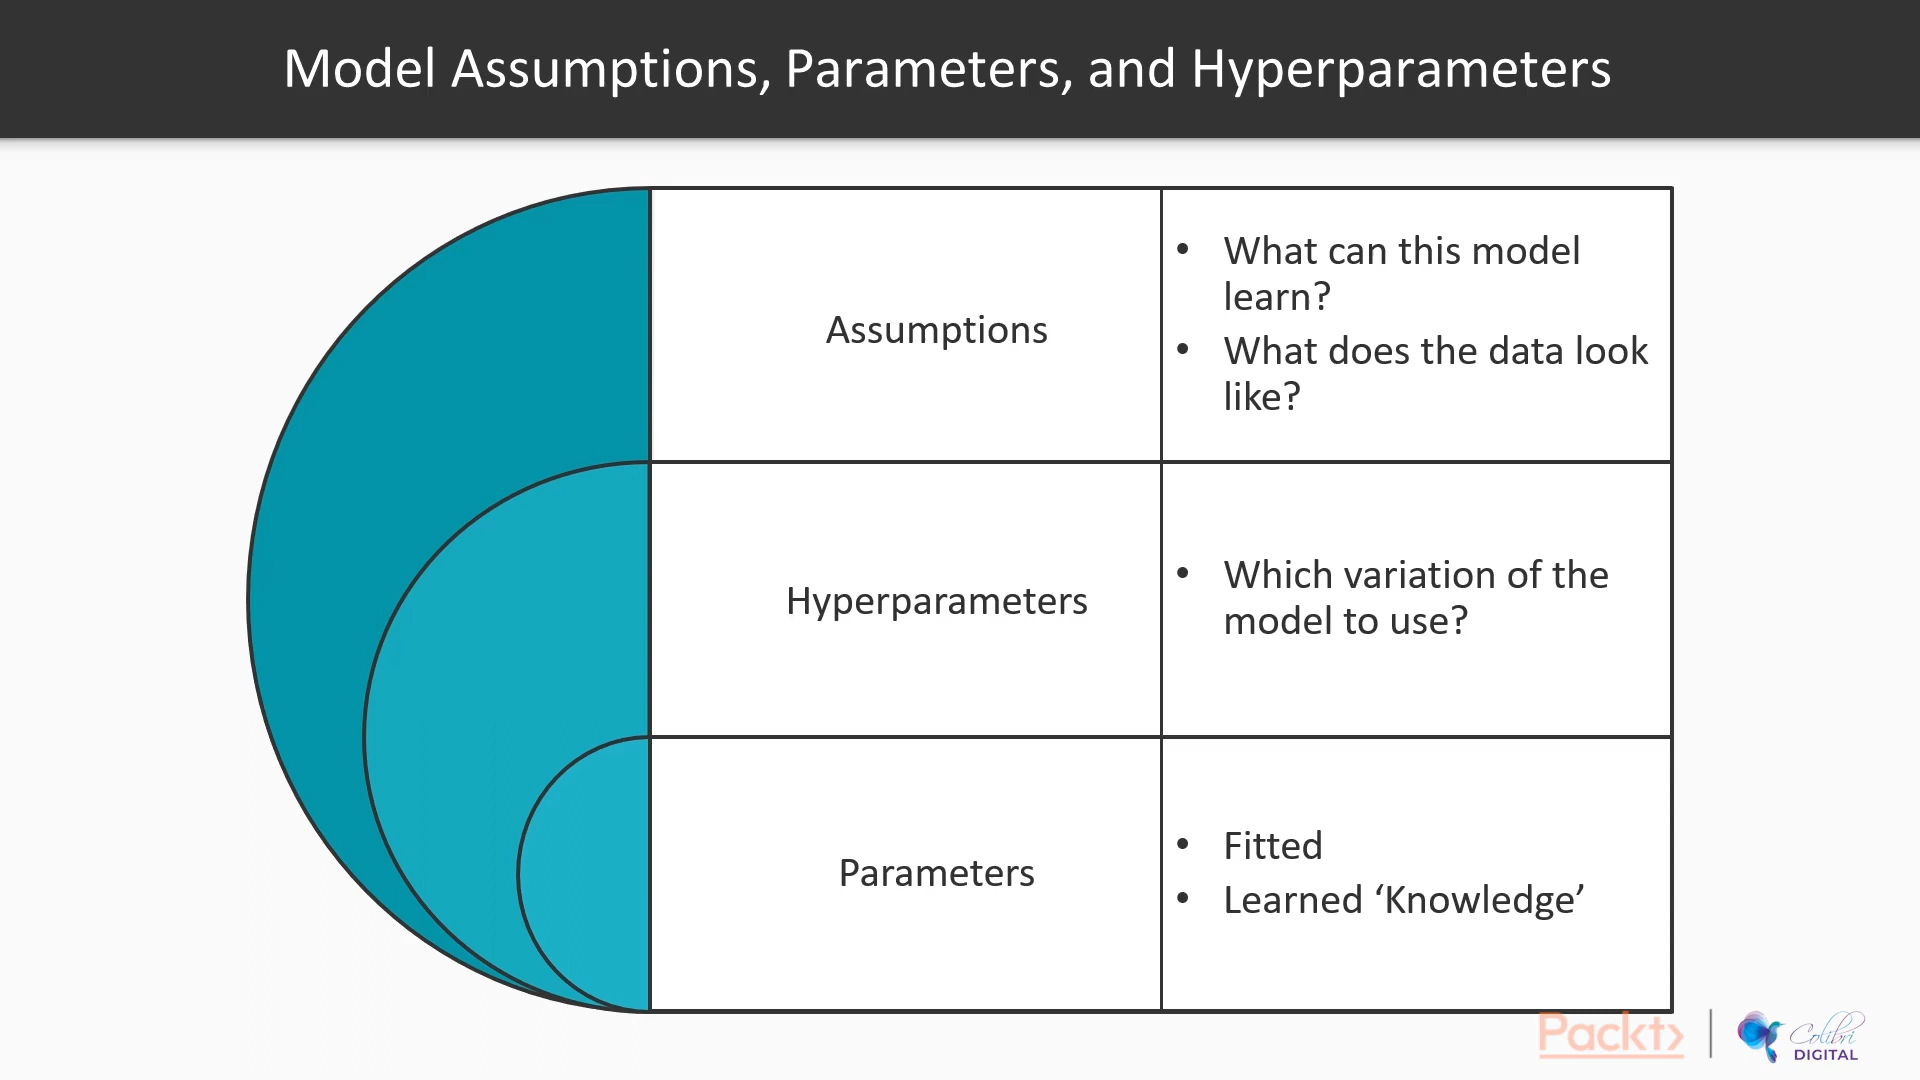 Model Assumptions, Parameters, and Hyperparameters
Assumptions
• What can this model
learn?
• What does the data look
like?
Hyperparameters
• Which variation of the
model to use?
Parameters
• Fitted
• Learned ‘Knowledge’
Packt>
Colibri
DIGITAL